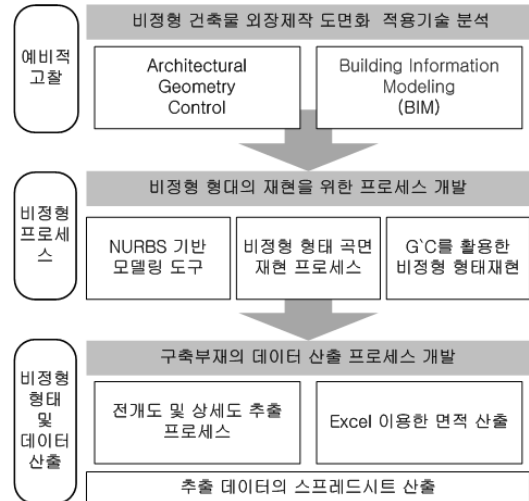 예비적
고찰
비정형 건축물 외장제작 도면화 적용기술 분석
Architectural
Geometry
Control
Building Information
Modeling
(BIM)
비정형
프로세
스
비정형 형태의 재현을 위한 프로세스 개발
NURBS 기반
모델링 도구
비정형 형태 곡면
재현 프로세스
G`C를 활용한
비정형 형태재현
비정형
형태
및
데이터
산출
구축부재의 데이터 산출 프로세스 개발
전개도 및 상세도 추출
프로세스
Excel 이용한 면적 산출
추출 데이터의 스프레드시트 산출